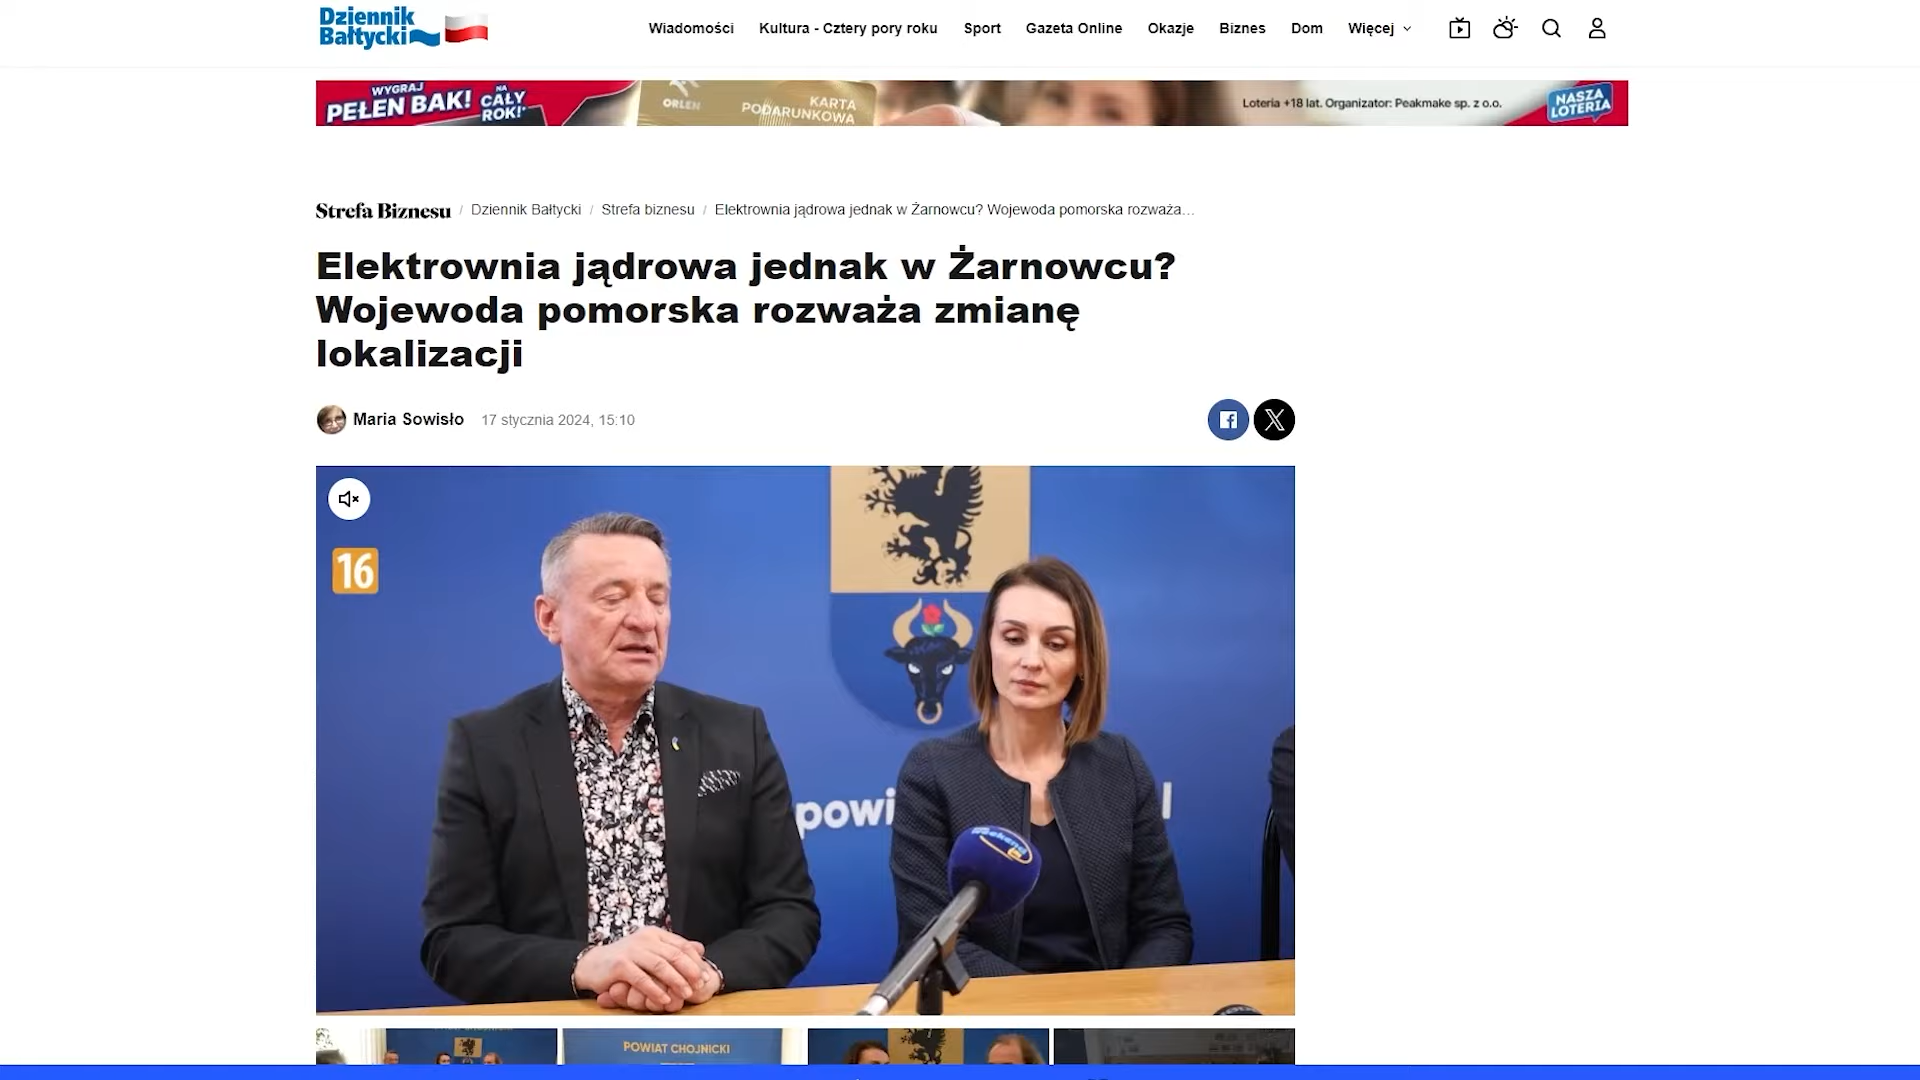 Dziennik
Bałtycki
Wiadomości
Kultura - Cztery pory roku
Sport
Gazeta Online
Okazje
Biznes
Dom
Więcej
WYGRAJ
PEŁEN BAK!
NA
CAŁY
ROK!*
ORLEN
KARTA
PODARUNKOWA
Loteria +18 lat. Organizator: Peakmake sp. z o.o.
NASZA
LOTERIA
Strefa Biznesu / Dziennik Bałtycki / Strefa biznesu / Elektrownia jądrowa jednak w Żarnowcu? Wojewoda pomorska rozważa...
Elektrownia jądrowa jednak w Żarnowcu?
Wojewoda pomorska rozważa zmianę
lokalizacji
Maria Sowisło 17 stycznia 2024, 15:10
16
powi
l
weekend
POWIAT CHOJNICKI